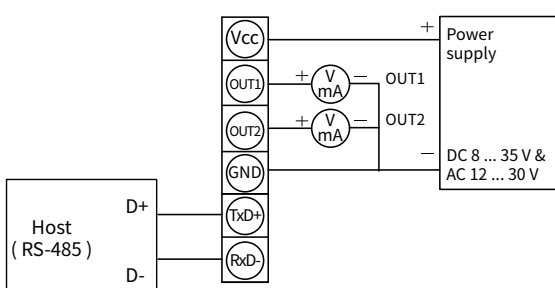 Vcc
+
Power
supply
OUT1
+ V mA −
OUT1
OUT2
+ V mA −
OUT2
GND
−
DC 8 ... 35 V &
AC 12 ... 30 V
Host
( RS-485 )
D+
TxD+
D-
RxD-